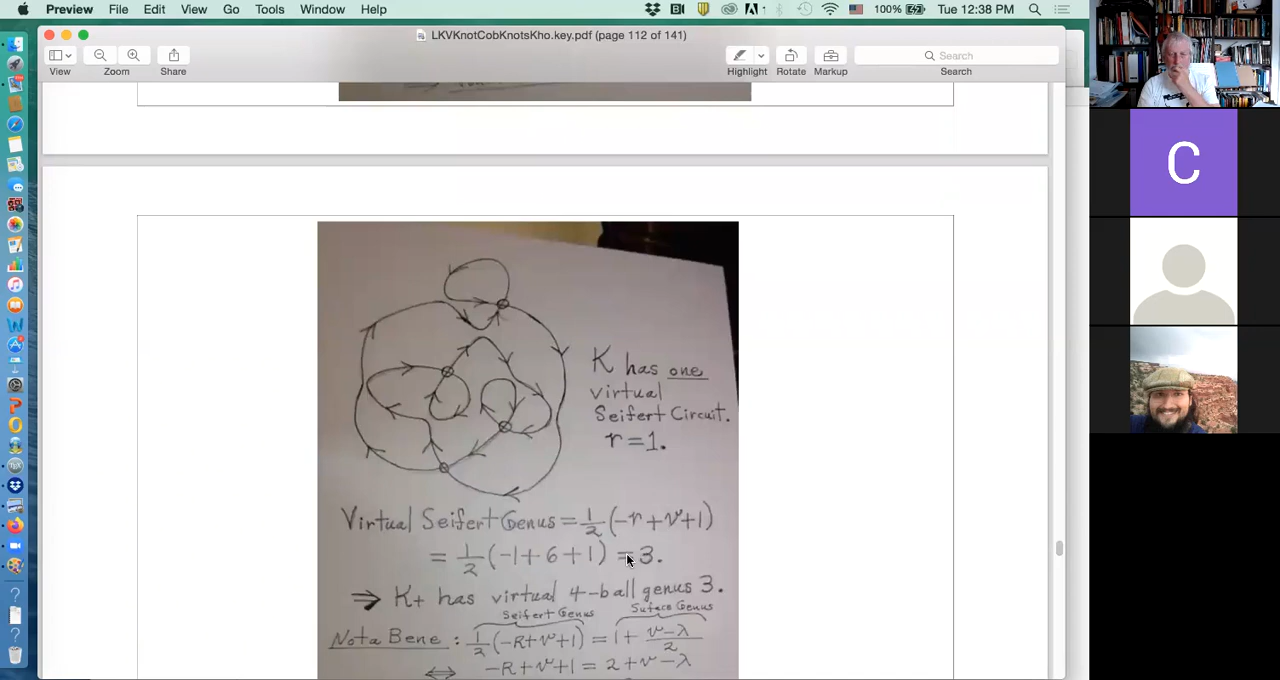 Preview File Edit View Go Tools Window Help
100% Tue 12:38 PM
LKVKnotCobKnotsKho.key.pdf (page 112 of 141)
View Zoom Share Highlight Rotate Markup Search
Search
C
K has one
virtual
Seifert Circuit.
r = 1.
Virtual Seifert Genus = 1/2 (-r + v + 1)
= 1/2 (-1 + 6 + 1) = 3.
⇒ K+ has virtual 4-ball genus 3.
Seifert Genus Suface Genus
Nota Bene : 1/2 (-R + v + 1) = 1 + (v - λ)/2
⇔ -R + v + 1 = 2 + v - λ